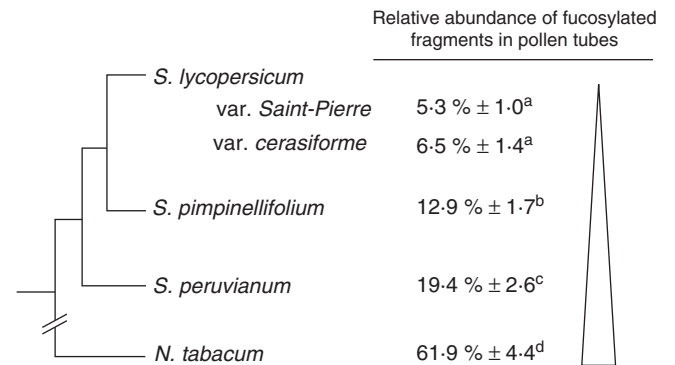 Relative abundance of fucosylated
fragments in pollen tubes
S. lycopersicum
var. Saint-Pierre 5·3 % ± 1·0a
var. cerasiforme 6·5 % ± 1·4a
S. pimpinellifolium 12·9 % ± 1·7b
S. peruvianum 19·4 % ± 2·6c
N. tabacum 61·9 % ± 4·4d